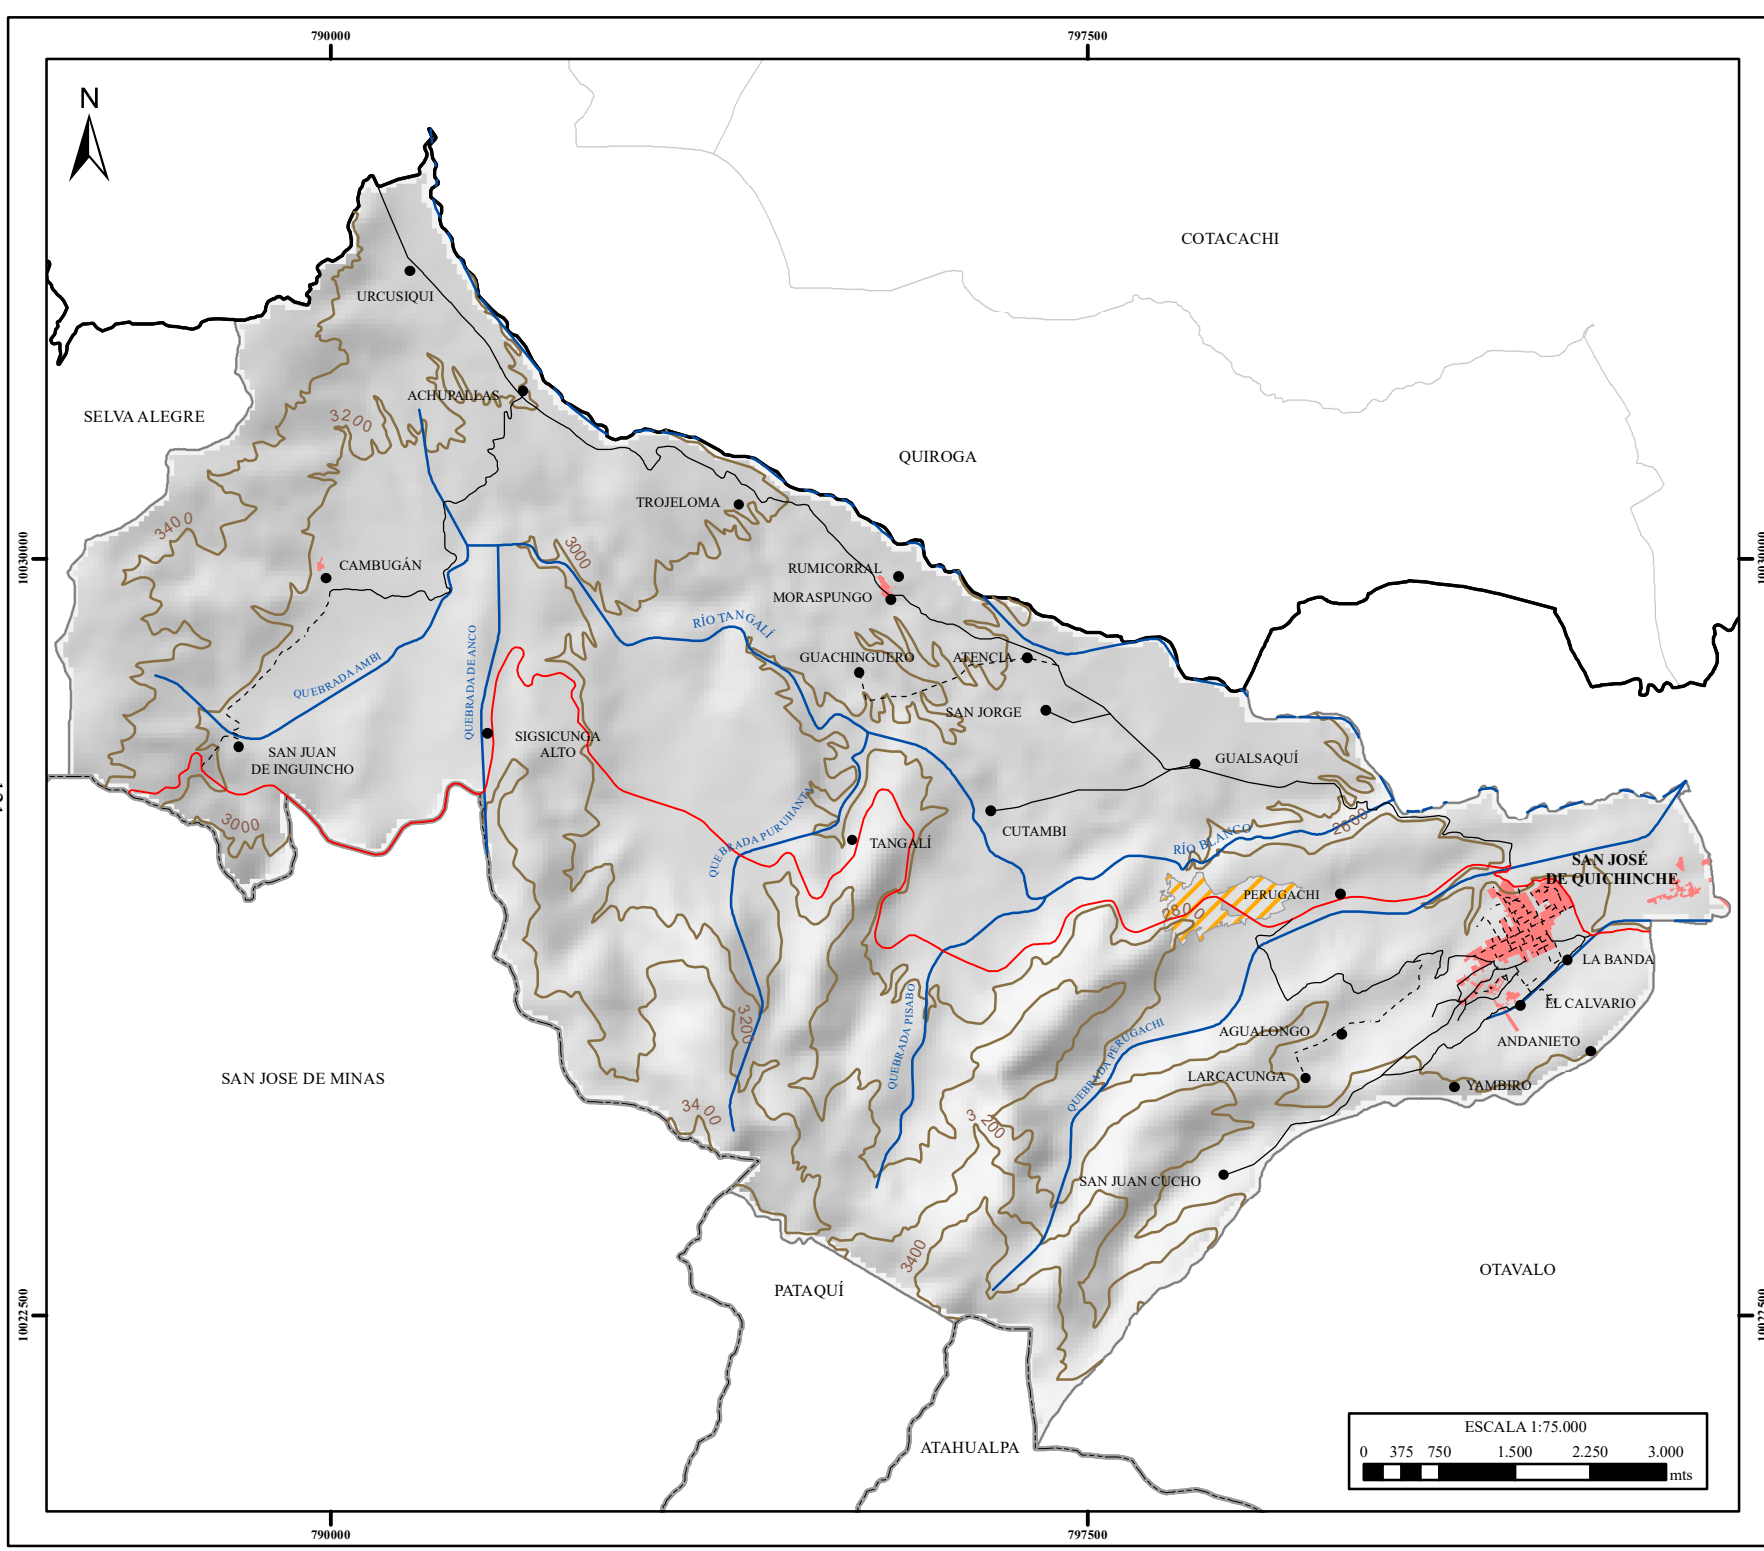 790000
797500
N
COTACACHI
URCUSIQUI
ACHUPALLAS
SELVA ALEGRE
3200
QUIROGA
TROJELOMA
3400
3000
10030000
10030000
CAMBUGÁN
RUMICORRAL
MORASPUNGO
RÍO TANGALÍ
GUACHINGUERO
ATENCIA
QUEBRADA AMBI
QUEBRADA DE ANCO
SAN JORGE
SIGSICUNGA
ALTO
SAN JUAN
DE INGUINCHO
GUALSAQUÍ
3000
QUEBRADA PURUHANTA
CUTAMBI
TANGALÍ
RÍO BLANCO
2600
SAN JOSÉ
DE QUICHINCHE
PERUGACHI
2800
LA BANDA
EL CALVARIO
QUEBRADA PISABO
3200
AGUALONGO
ANDANIETO
QUEBRADA PERUGACHI
LARCACUNGA
YAMBIRO
SAN JOSE DE MINAS
3400
3200
SAN JUAN CUCHO
3400
OTAVALO
PATAQUÍ
10022500
10022500
ATAHUALPA
ESCALA 1:75.000
0 375 750 1.500 2.250 3.000
mts
790000
797500